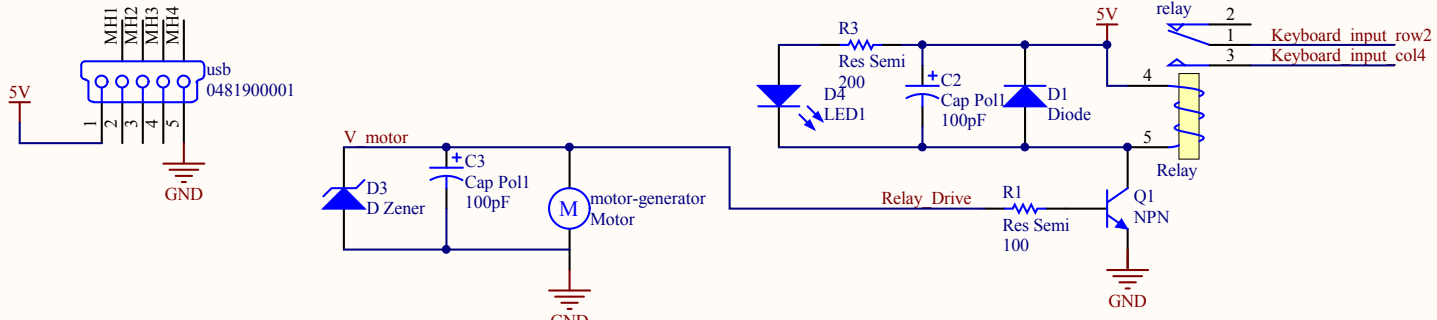 MH1
MH2
MH3
MH4
usb
0481900001
5V
1
2
3
4
5
GND
V_motor
D3
D Zener
C3
Cap Pol1
100pF
M
motor-generator
Motor
GND
R3
Res Semi
200
D4
LED1
C2
Cap Pol1
100pF
D1
Diode
5V
relay
2
1
3
Keyboard_input_row2
Keyboard_input_col4
4
5
Relay
Relay_Drive
R1
Res Semi
100
Q1
NPN
GND